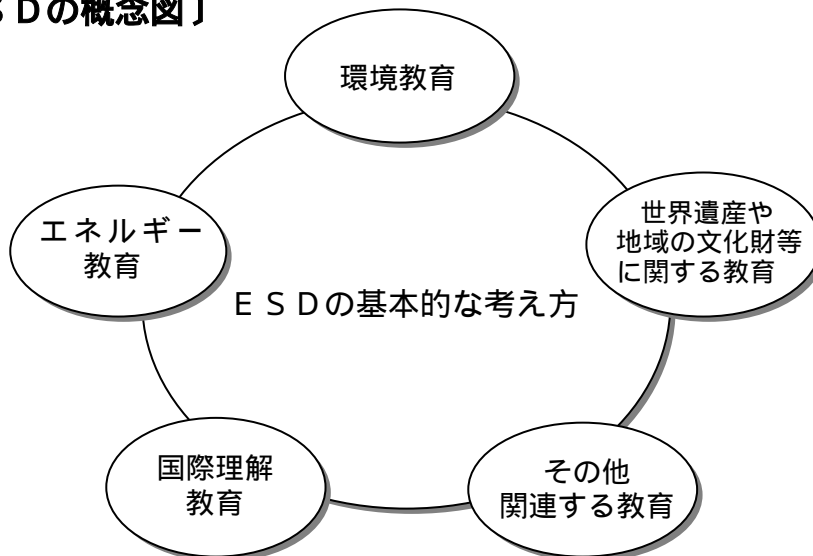 ＳＤの概念図〕
環境教育
エネルギー
教育
世界遺産や
地域の文化財等
に関する教育
ＥＳＤの基本的な考え方
国際理解
教育
その他
関連する教育